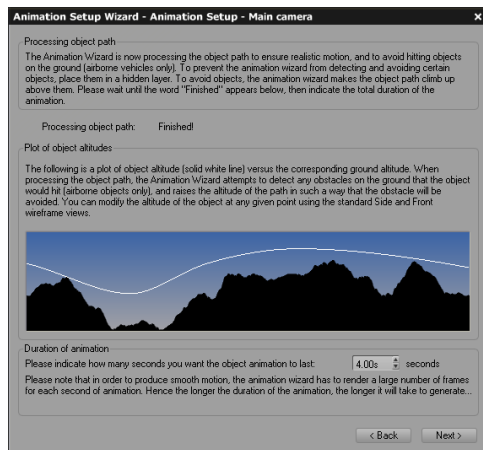 Animation Setup Wizard - Animation Setup - Main camera
Processing object path
The Animation Wizard is now processing the object path to ensure realistic motion, and to avoid hitting objects
on the ground (airborne vehicles only). To prevent the animation wizard from detecting and avoiding certain
objects, place them in a hidden layer. To avoid objects, the animation wizard makes the object path climb up
above them. Please wait until the word "Finished" appears below, then indicate the total duration of the
animation.
Processing object path: Finished!
Plot of object altitudes
The following is a plot of object altitude (solid white line) versus the corresponding ground altitude. When
processing the object path, the Animation Wizard attempts to detect any obstacles on the ground that the object
would hit (airborne objects only), and raises the altitude of the path in such a way that the obstacle will be
avoided. You can modify the altitude of the object at any given point using the standard Side and Front
wireframe views.
Duration of animation
Please indicate how many seconds you want the object animation to last: 4.00s seconds
Please note that in order to produce smooth motion, the animation wizard has to render a large number of frames
for each second of animation. Hence the longer the duration of the animation, the longer it will take to generate...
< Back Next >